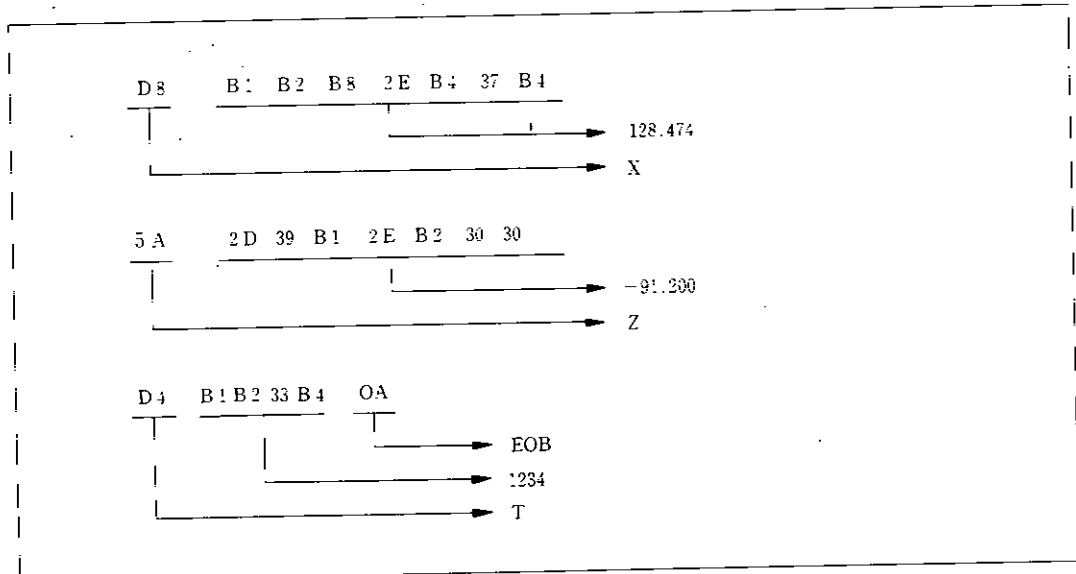 D8 B1 B2 B8 2E B4 37 B4
128.474
X
5A 2D 39 B1 2E B2 30 30
-91.200
Z
D4 B1 B2 33 B4 OA
EOB
1234
T